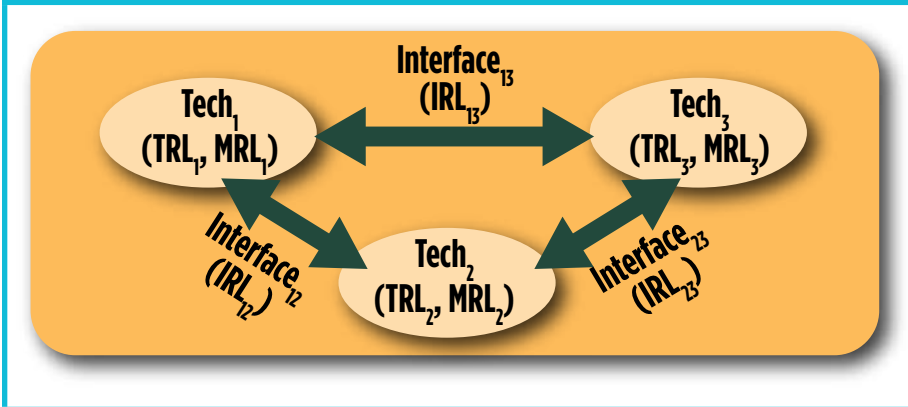 Interface₁₃
(IRL₁₃)
Tech₁
(TRL₁, MRL₁)
Tech₃
(TRL₃, MRL₃)
Interface₁₂
(IRL₁₂)
Tech₂
(TRL₂, MRL₂)
Interface₂₃
(IRL₂₃)